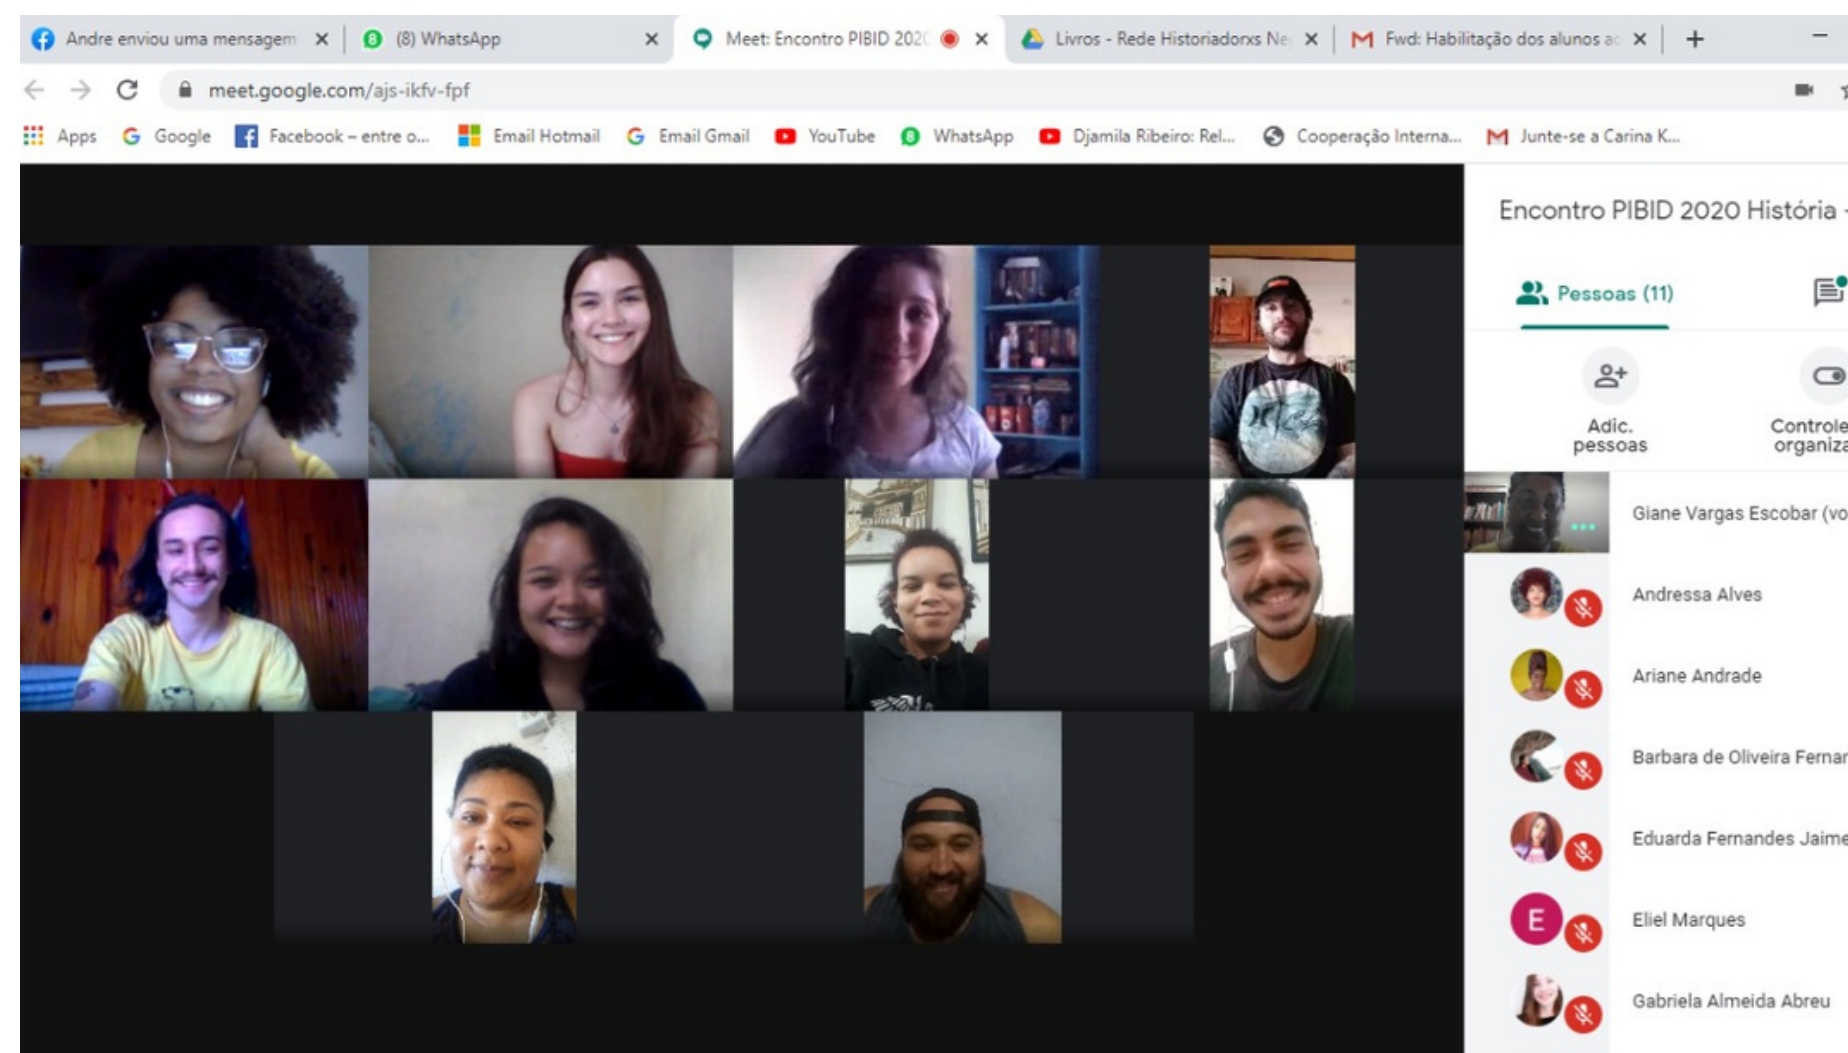 Andre enviou uma mensagem
(8) WhatsApp
Meet: Encontro PIBID 202
Livros - Rede Historiadorxs Ne
Fwd: Habilitação dos alunos a
meet.google.com/ajs-ikfv-fpf
Apps
Google
Facebook – entre o...
Email Hotmail
Email Gmail
YouTube
WhatsApp
Djamila Ribeiro: Rel...
Cooperação Interna...
Junte-se a Carina K...
Encontro PIBID 2020 História -
Pessoas (11)
Adic.
pessoas
Controle
organiza
Giane Vargas Escobar (vo
Andressa Alves
Ariane Andrade
Barbara de Oliveira Fernan
Eduarda Fernandes Jaime
E
Eliel Marques
Gabriela Almeida Abreu